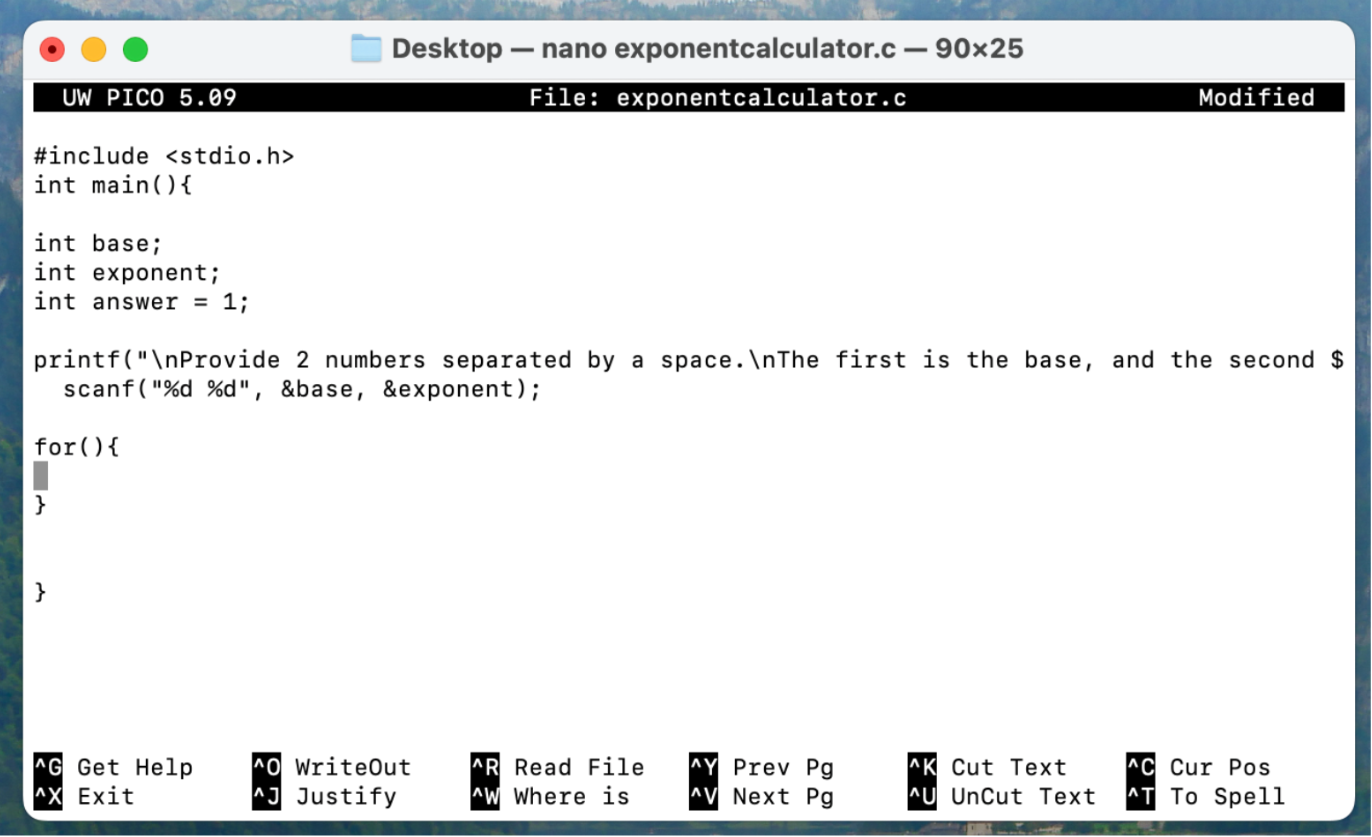 Desktop — nano exponentcalculator.c — 90×25
UW PICO 5.09 File: exponentcalculator.c Modified
#include <stdio.h>
int main(){
int base;
int exponent;
int answer = 1;
printf("\nProvide 2 numbers separated by a space.\nThe first is the base, and the second $
scanf("%d %d", &base, &exponent);
for(){
}
}
^G Get Help ^O WriteOut ^R Read File ^Y Prev Pg ^K Cut Text ^C Cur Pos
^X Exit ^J Justify ^W Where is ^V Next Pg ^U UnCut Text ^T To Spell